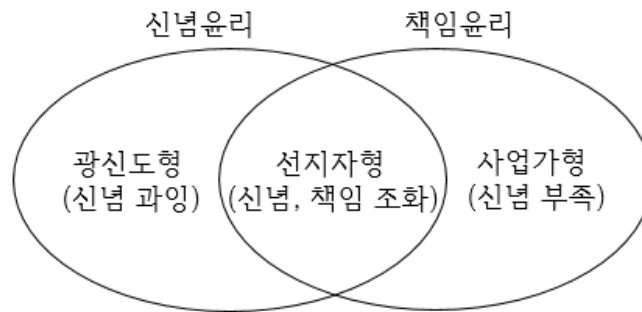 신념윤리
책임윤리
광신도형
(신념 과잉)
선지자형
(신념, 책임 조화)
사업가형
(신념 부족)